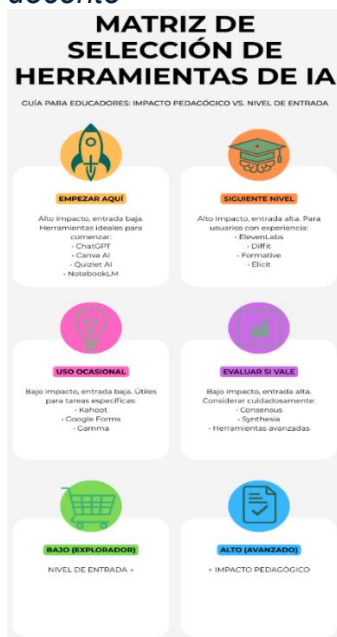 docente
MATRIZ DE
SELECCIÓN DE
HERRAMIENTAS DE IA
GUÍA PARA EDUCADORES: IMPACTO PEDAGÓGICO VS. NIVEL DE ENTRADA
EMPEZAR AQUÍ
Alto impacto, entrada baja.
Herramientas ideales para
comenzar:
• ChatGPT
• Canva AI
• Quizlet AI
• NotebookLM
SIGUIENTE NIVEL
Alto impacto, entrada alta. Para
usuarios con experiencia:
• ElevenLabs
• Diffit
• Formative
• Elicit
USO OCASIONAL
Bajo impacto, entrada baja. Útiles
para tareas específicas:
• Kahoot
• Google Forms
• Gamma
EVALUAR SI VALE
Bajo impacto, entrada alta.
Considerar cuidadosamente:
• Consensus
• Synthesia
• Herramientas avanzadas
BAJO (EXPLORADOR)
NIVEL DE ENTRADA +
ALTO (AVANZADO)
+ IMPACTO PEDAGÓGICO